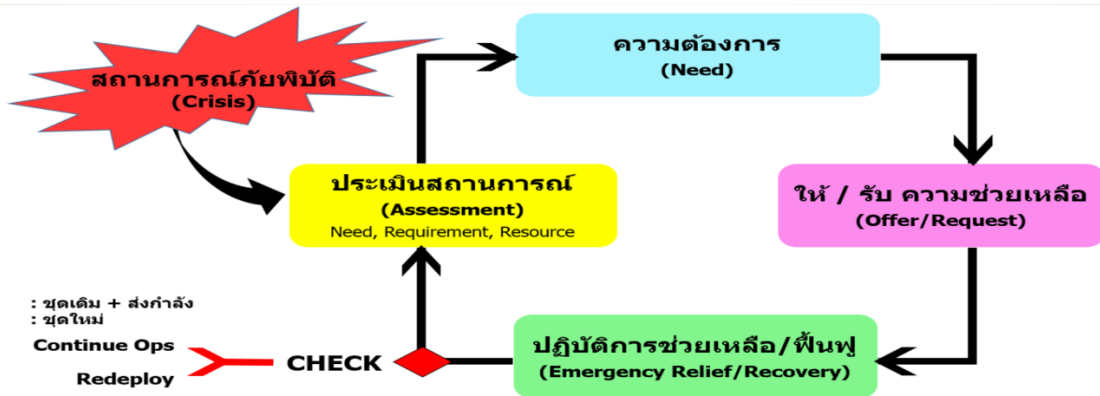 สถานการณ์ภัยพิบัติ
(Crisis)
ความต้องการ
(Need)
ประเมินสถานการณ์
(Assessment)
Need, Requirement, Resource
ให้ / รับ ความช่วยเหลือ
(Offer/Request)
: ชุดเดิม + ส่งกำลัง
: ชุดใหม่
Continue Ops
Redeploy
CHECK
ปฏิบัติการช่วยเหลือ/ฟื้นฟู
(Emergency Relief/Recovery)